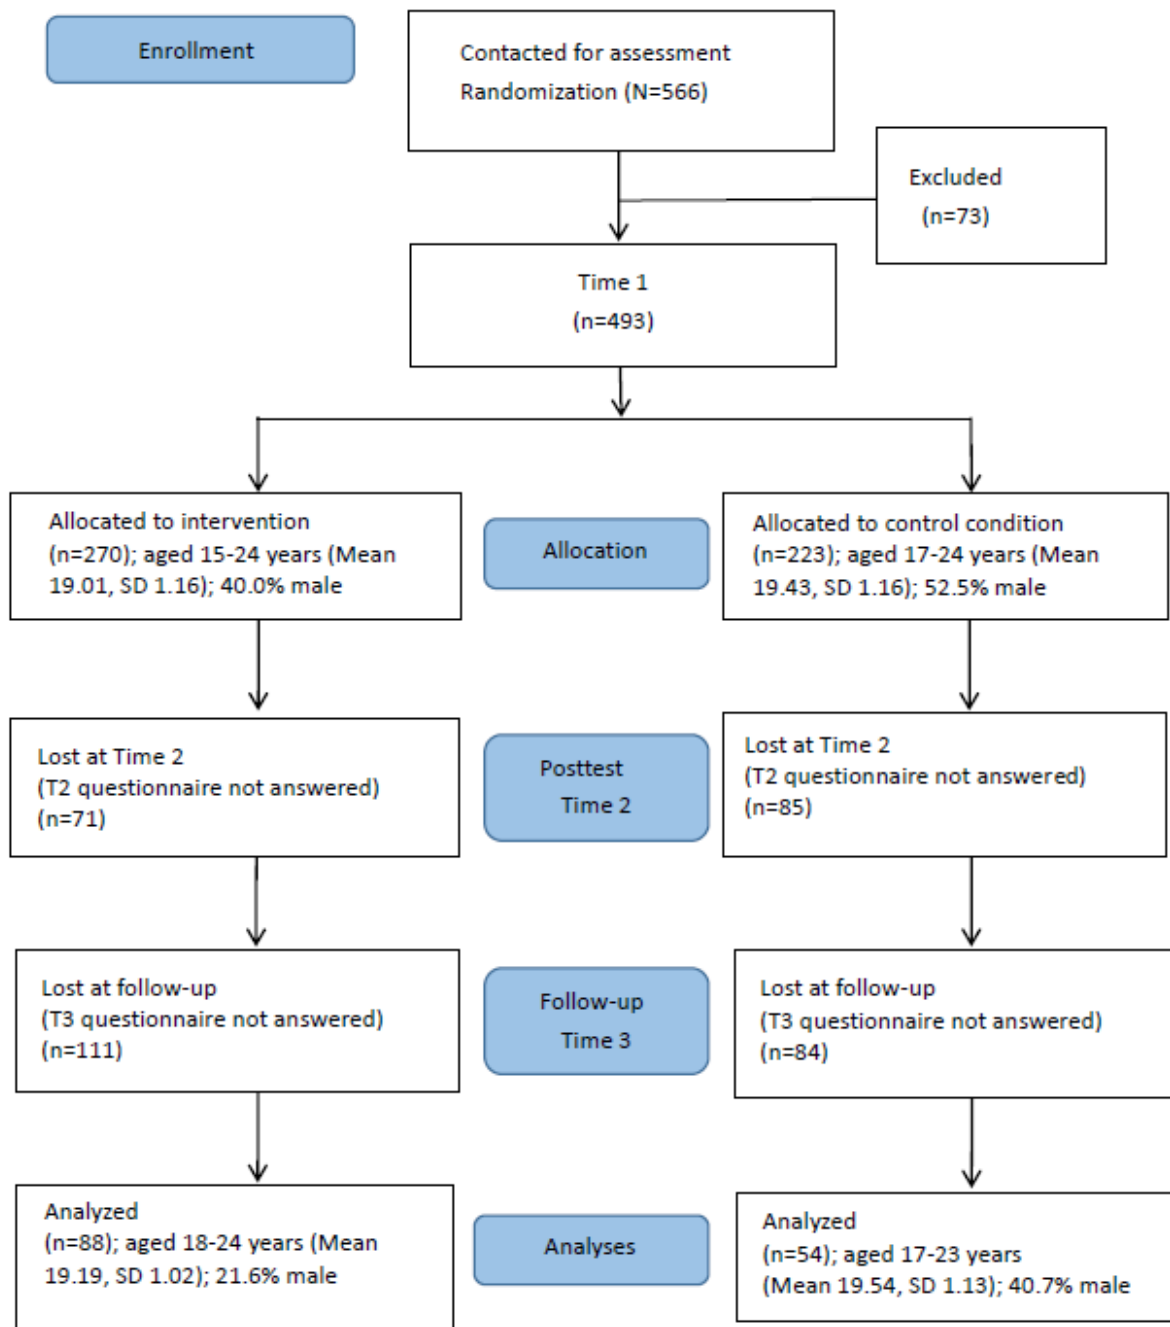 Enrollment
Contacted for assessment
Randomization (N=566)
Excluded
(n=73)
Time 1
(n=493)
Allocated to intervention
(n=270); aged 15-24 years (Mean
19.01, SD 1.16); 40.0% male
Allocation
Allocated to control condition
(n=223); aged 17-24 years (Mean
19.43, SD 1.16); 52.5% male
Lost at Time 2
(T2 questionnaire not answered)
(n=71)
Posttest
Time 2
Lost at Time 2
(T2 questionnaire not answered)
(n=85)
Lost at follow-up
(T3 questionnaire not answered)
(n=111)
Follow-up
Time 3
Lost at follow-up
(T3 questionnaire not answered)
(n=84)
Analyzed
(n=88); aged 18-24 years (Mean
19.19, SD 1.02); 21.6% male
Analyses
Analyzed
(n=54); aged 17-23 years
(Mean 19.54, SD 1.13); 40.7% male